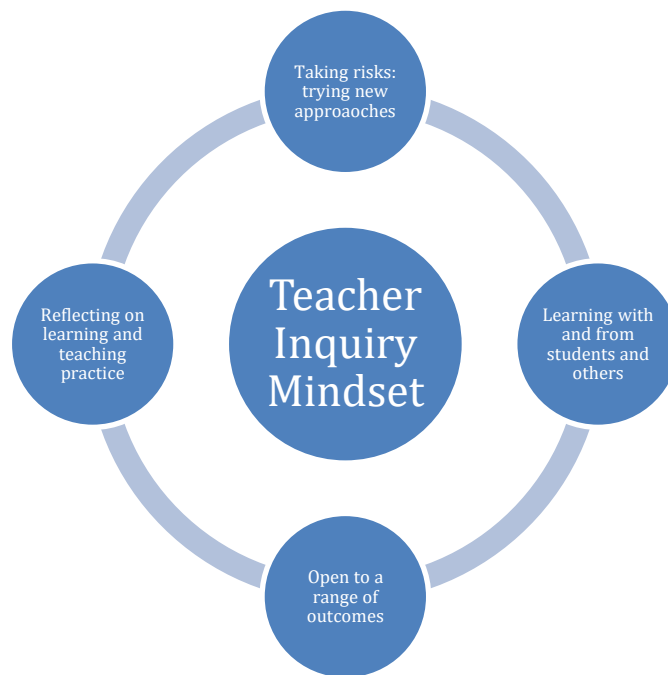 Taking risks:
trying new
approaoches
Teacher
Inquiry
Mindset
Reflecting on
learning and
teaching
practice
Learning with
and from
students and
others
Open to a
range of
outcomes